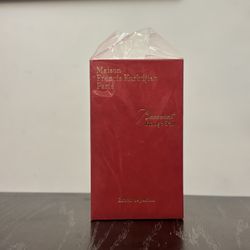 Maison
Francis Kurkdjian
Paris
Baccarat
Rouge 540
Extrait de parfum